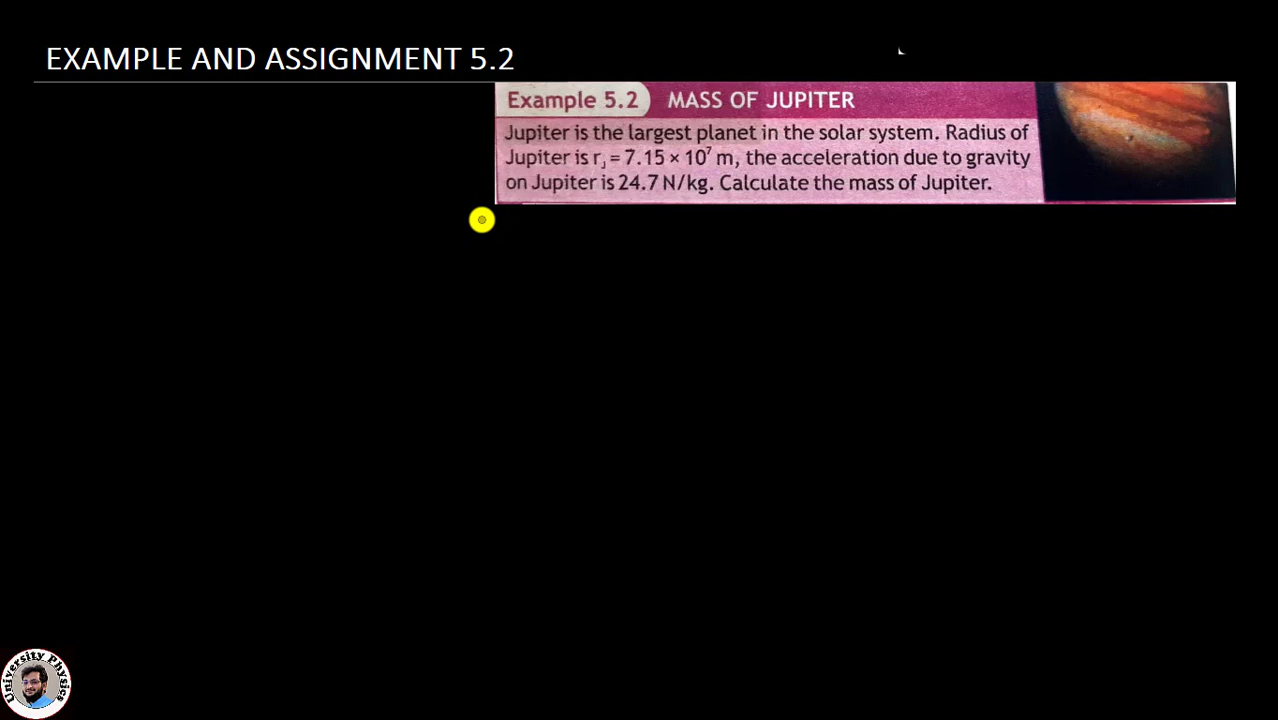 EXAMPLE AND ASSIGNMENT 5.2
Example 5.2 MASS OF JUPITER
Jupiter is the largest planet in the solar system. Radius of
Jupiter is rⱼ = 7.15 × 10⁷ m, the acceleration due to gravity
on Jupiter is 24.7 N/kg. Calculate the mass of Jupiter.
University Physics